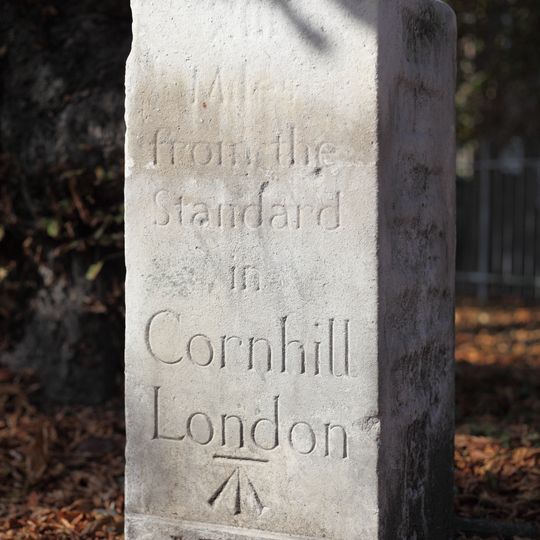 Miles
from the
Standard
in
Cornhill
London